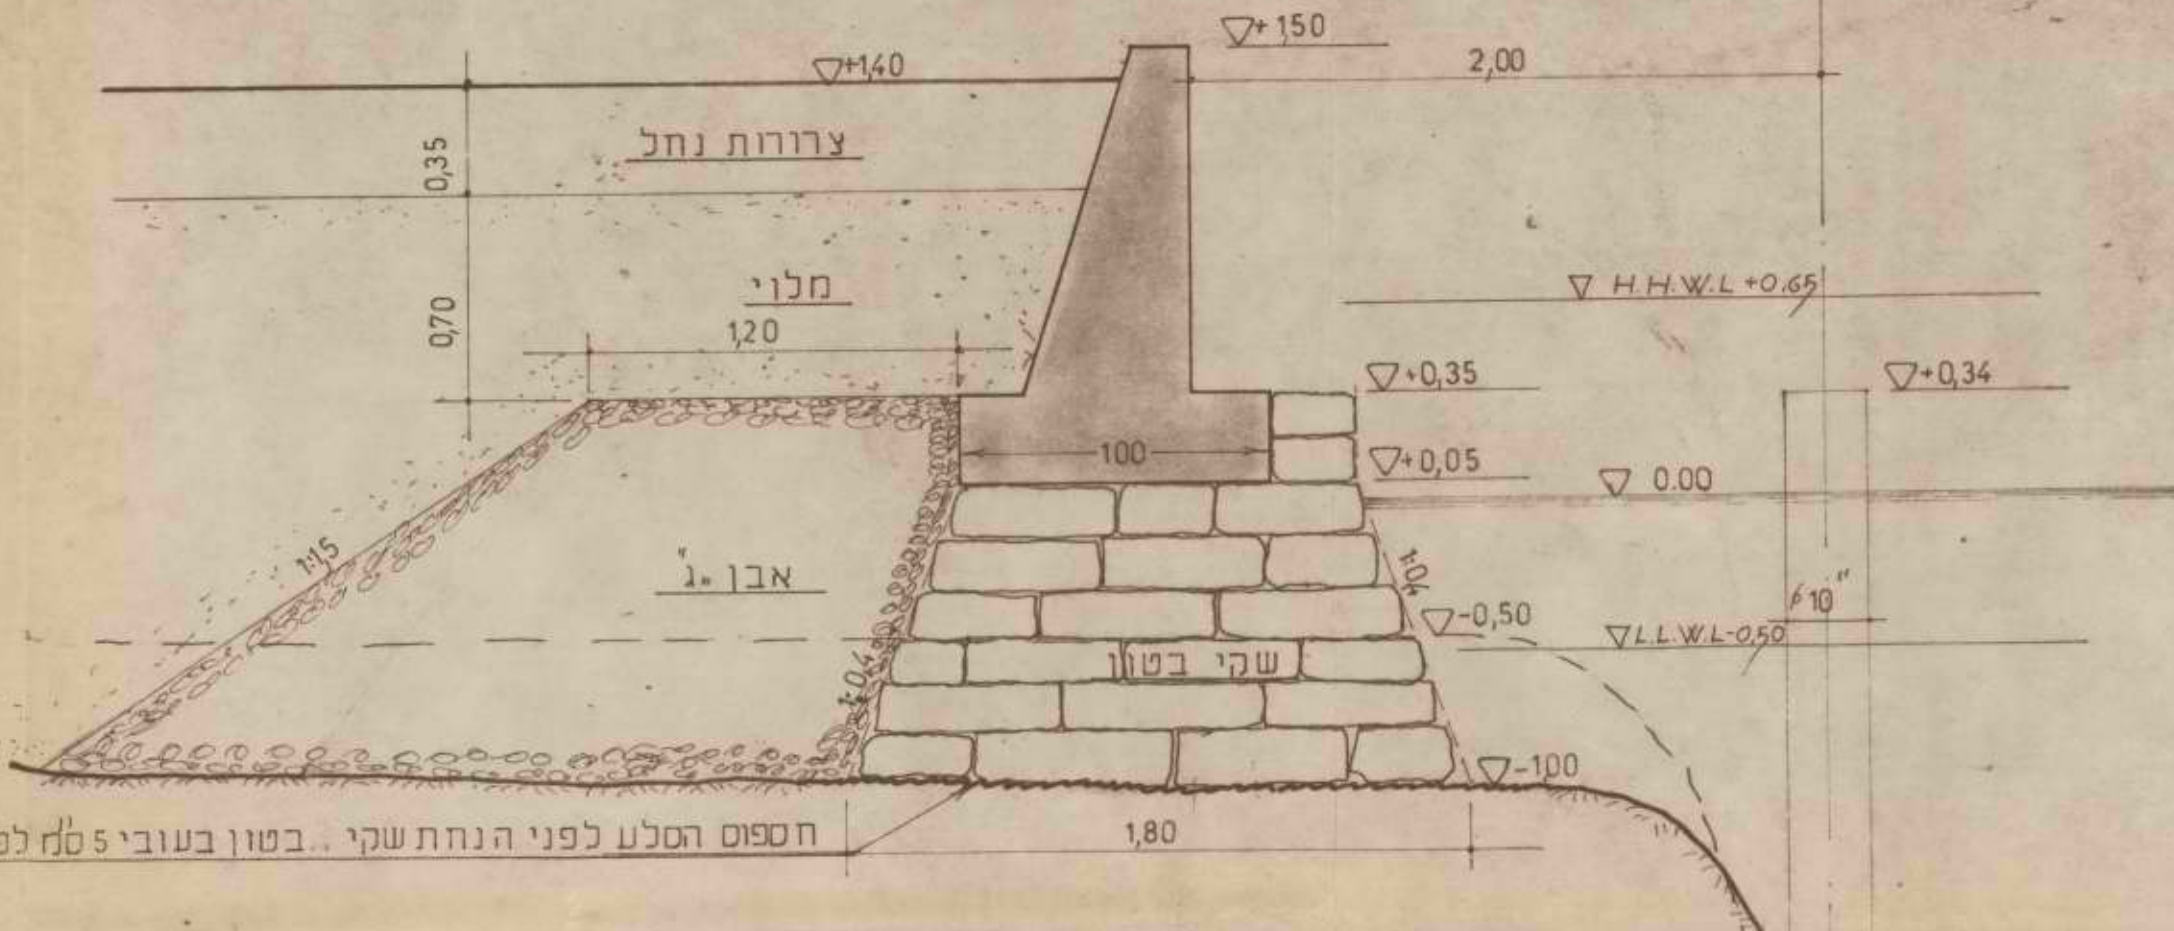 +1,50
+1,40
2,00
צרורות נחל
0,35
H.H.W.L +0.65
מלוי
0,70
1,20
+0,35
+0,34
100
+0,05
0.00
1:1,5
אבן "ג"
1:0,4
ø10"
-0,50
L.L.W.L-0,50
שקי בטון
1:0,4
-1,00
חספוס הסלע לפני הנחת שקי .. בטון בעובי 5 ס"מ
1,80